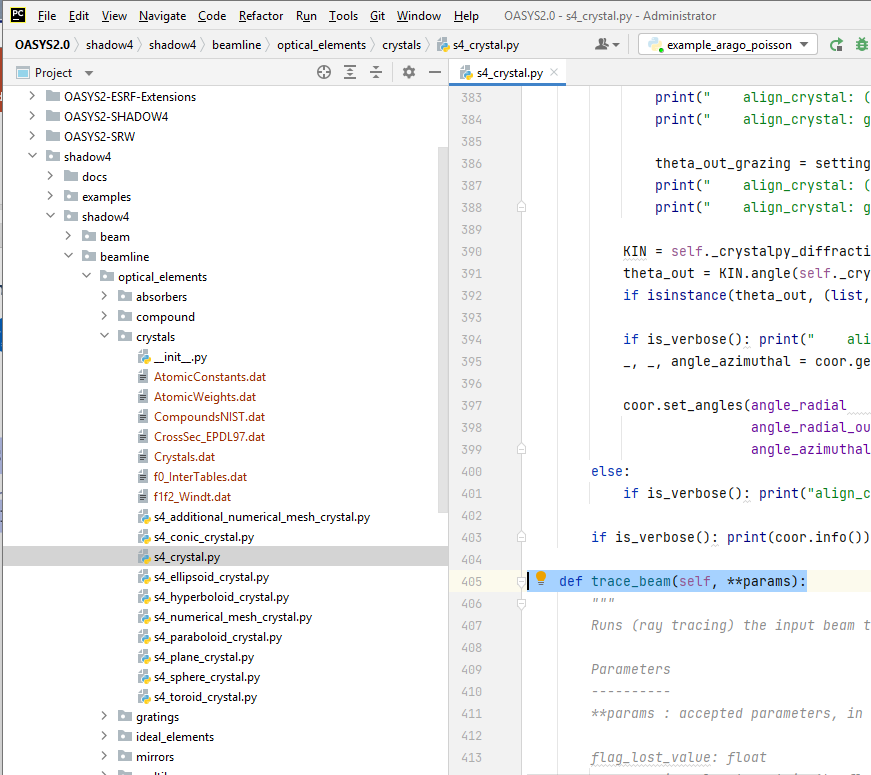 PC File Edit View Navigate Code Refactor Run Tools Git Window Help OASYS2.0 - s4_crystal.py - Administrator
OASYS2.0 shadow4 shadow4 beamline optical_elements crystals s4_crystal.py example_arago_poisson
Project
OASYS2-ESRF-Extensions
OASYS2-SHADOW4
OASYS2-SRW
shadow4
docs
examples
shadow4
beam
beamline
optical_elements
absorbers
compound
crystals
__init__.py
AtomicConstants.dat
AtomicWeights.dat
CompoundsNIST.dat
CrossSec_EPDL97.dat
Crystals.dat
f0_InterTables.dat
f1f2_Windt.dat
s4_additional_numerical_mesh_crystal.py
s4_conic_crystal.py
s4_crystal.py
s4_ellipsoid_crystal.py
s4_hyperboloid_crystal.py
s4_numerical_mesh_crystal.py
s4_paraboloid_crystal.py
s4_plane_crystal.py
s4_sphere_crystal.py
s4_toroid_crystal.py
gratings
ideal_elements
mirrors
s4_crystal.py
383 print("    align_crystal: (
384 print("    align_crystal: g
385
386 theta_out_grazing = setting
387 print("    align_crystal: (
388 print("    align_crystal: g
389
390 KIN = self._crystalpy_diffracti
391 theta_out = KIN.angle(self._cry
392 if isinstance(theta_out, (list,
393
394 if is_verbose(): print("    ali
395 _, _, angle_azimuthal = coor.ge
396
397 coor.set_angles(angle_radial
398 angle_radial_ou
399 angle_azimuthal
400 else:
401 if is_verbose(): print("align_c
402
403 if is_verbose(): print(coor.info())
404
405 def trace_beam(self, **params):
406 """
407 Runs (ray tracing) the input beam t
408
409 Parameters
410 ----------
411 **params : accepted parameters, in
412
413 flag_lost_value: float